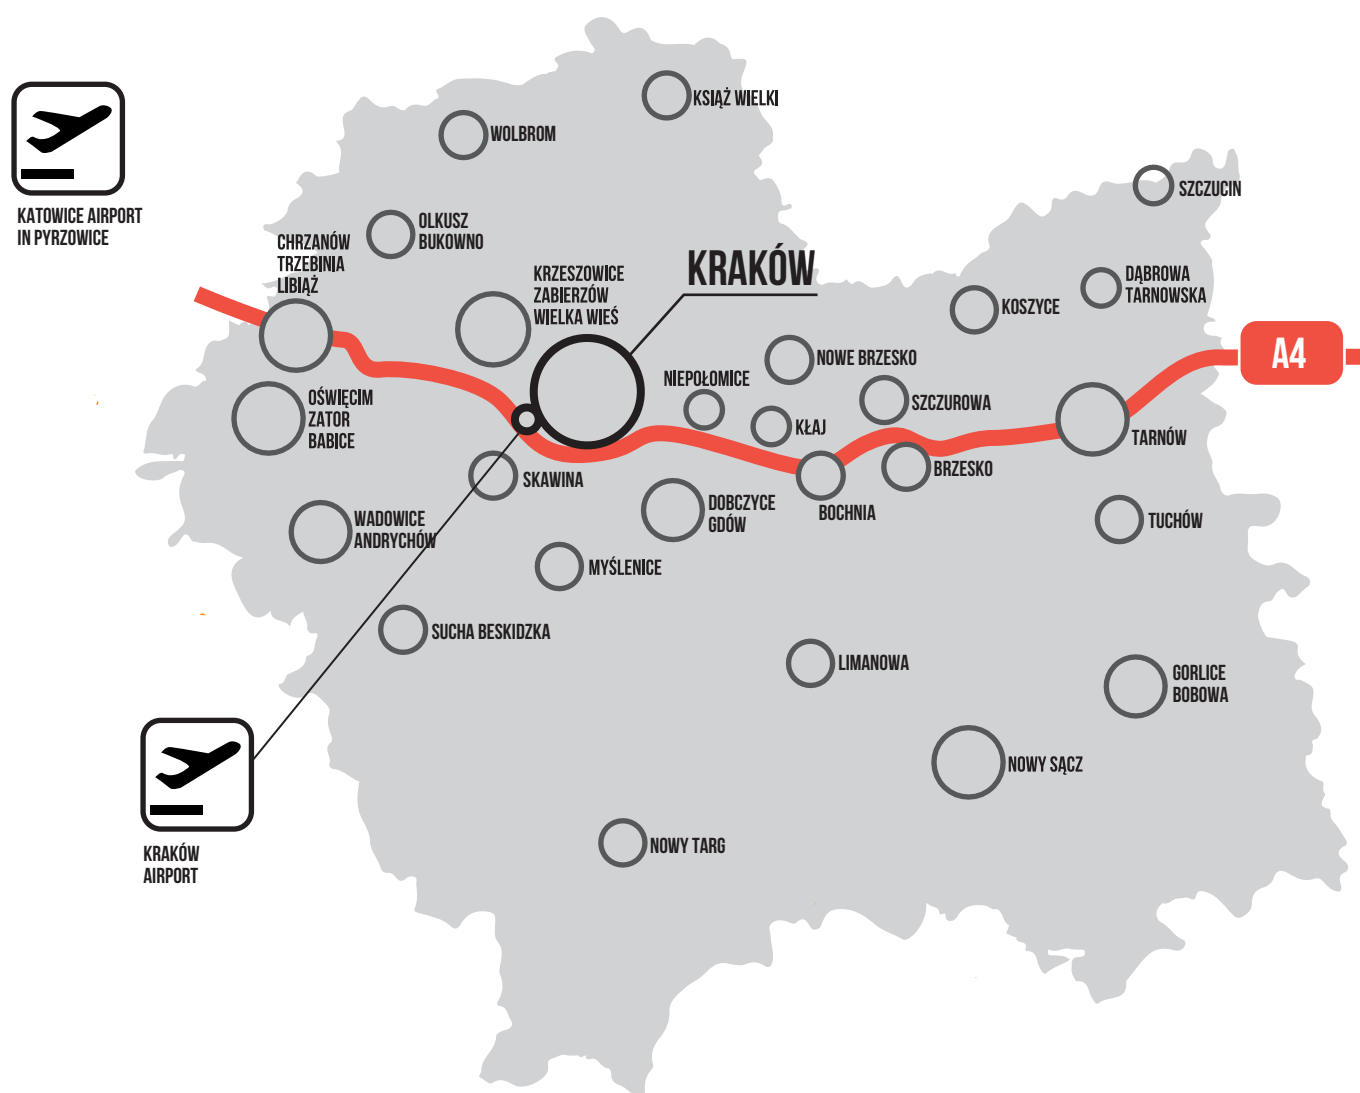 KSIĄŻ WIELKI
WOLBROM
SZCZUCIN
KATOWICE AIRPORT
IN PYRZOWICE
OLKUSZ
BUKOWNO
CHRZANÓW
TRZEBINIA
LIBIĄŻ
KRAKÓW
KRZESZOWICE
ZABIERZÓW
WIELKA WIEŚ
DĄBROWA
TARNOWSKA
KOSZYCE
A4
NOWE BRZESKO
NIEPOŁOMICE
SZCZUROWA
OŚWIĘCIM
ZATOR
BABICE
KŁAJ
TARNÓW
BRZESKO
SKAWINA
DOBCZYCE
GDÓW
BOCHNIA
WADOWICE
ANDRYCHÓW
TUCHÓW
MYŚLENICE
SUCHA BESKIDZKA
LIMANOWA
GORLICE
BOBOWA
NOWY SĄCZ
NOWY TARG
KRAKÓW
AIRPORT